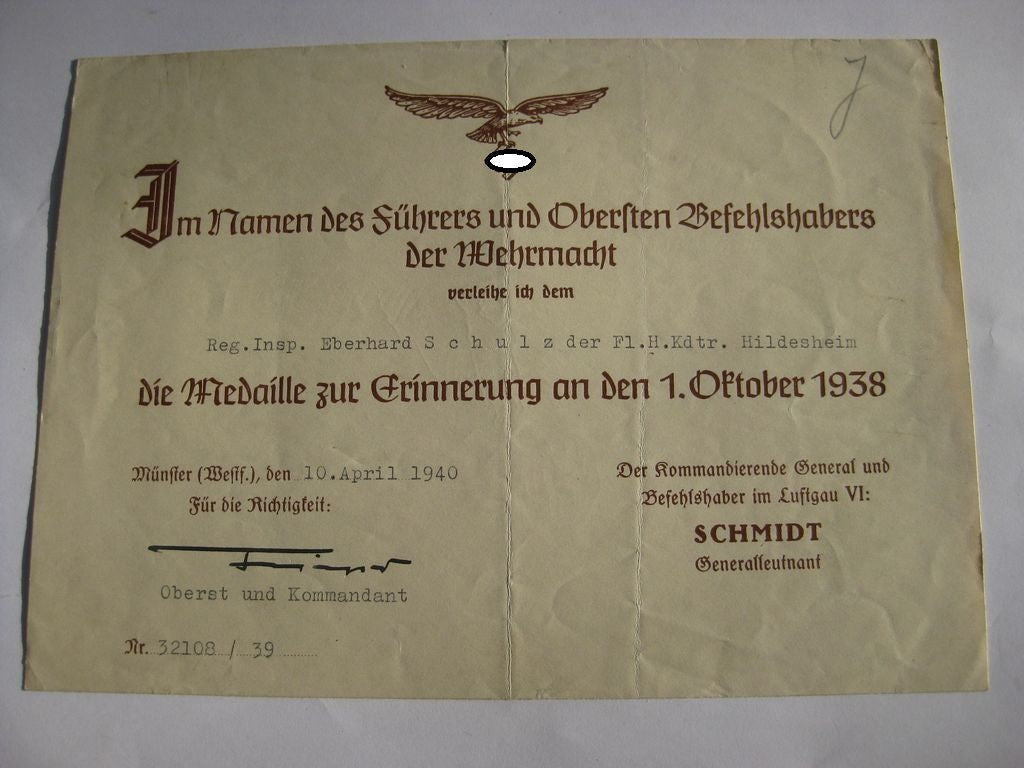 J
Im Namen des Führers und Obersten Befehlshabers
der Wehrmacht
verleihe ich dem
Reg.Insp. Eberhard S c h u l z der Fl.H.Kdtr. Hildesheim
die Medaille zur Erinnerung an den 1. Oktober 1938
Münster (Westf.), den 10.April 1940
Für die Richtigkeit:
Oberst und Kommandant
Nr. 32108 / 39
Der Kommandierende General und
Befehlshaber im Luftgau VI:
SCHMIDT
Generalleutnant